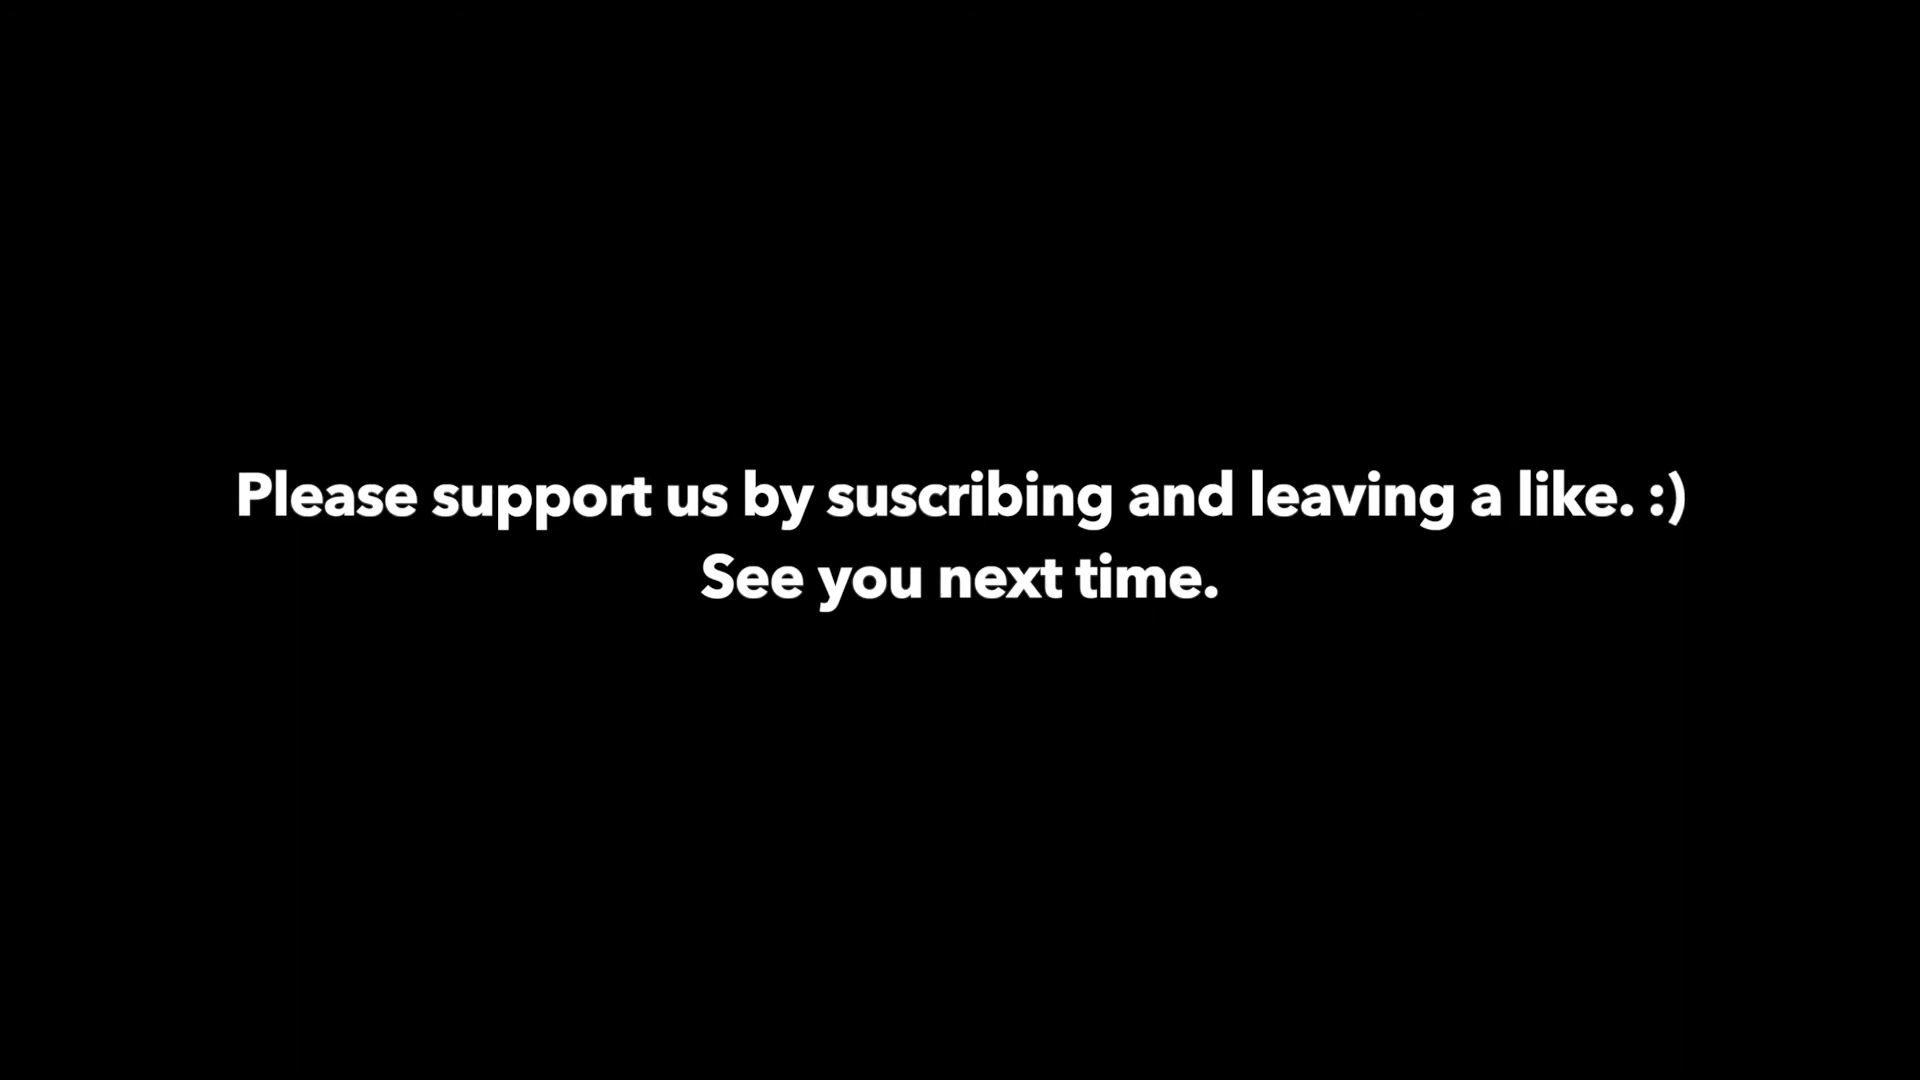 Please support us by suscribing and leaving a like. :)
See you next time.